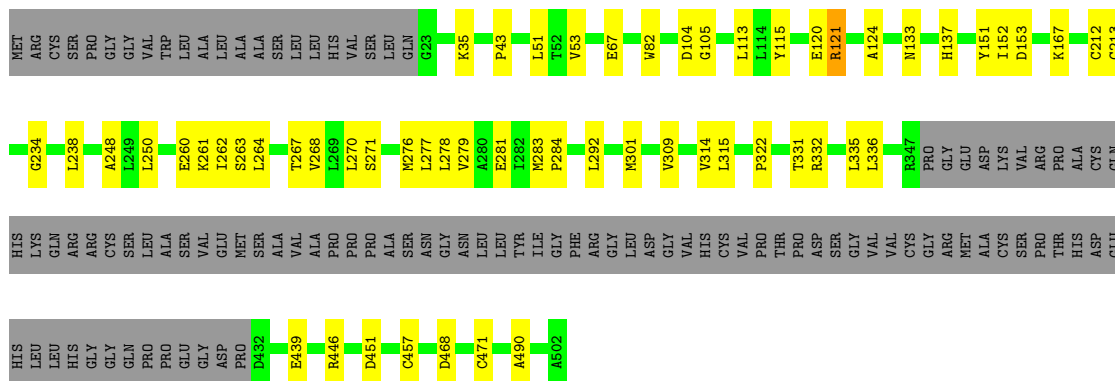 MET ARG CYS SER PRO GLY GLY VAL TRP LEU ALA LEU ALA ALA SER LEU LEU HIS VAL SER LEU GLN G23 K35 P43 L51 T52 V53 E67 W82 D104 G105 L113 L114 Y115 E120 R121 A124 N133 H137 Y151 I152 D153 K167 C212
G234 L238 A248 L249 L250 E260 K261 I262 S263 L264 T267 V268 L269 L270 S271 M276 L277 L278 V279 A280 E281 I282 M283 P284 L292 M301 V309 V314 L315 P322 T331 R332 L335 L336 R347 PRO GLY GLU ASP LYS VAL ARG PRO ALA CYS GLN
HIS LYS GLN ARG ARG CYS SER LEU ALA SER VAL GLU MET SER ALA VAL ALA PRO PRO PRO ALA SER ASN GLY ASN LEU LEU TYR ILE GLY PHE ARG GLY LEU ASP GLY VAL HIS CYS VAL PRO THR PRO ASP SER GLY VAL VAL CYS GLY ARG MET ALA CYS SER PRO THR HIS ASP GLU
HIS LEU LEU HIS GLY GLY GLN PRO PRO GLU GLY ASP PRO D432 E439 R446 D451 C457 D468 C471 A490 A502